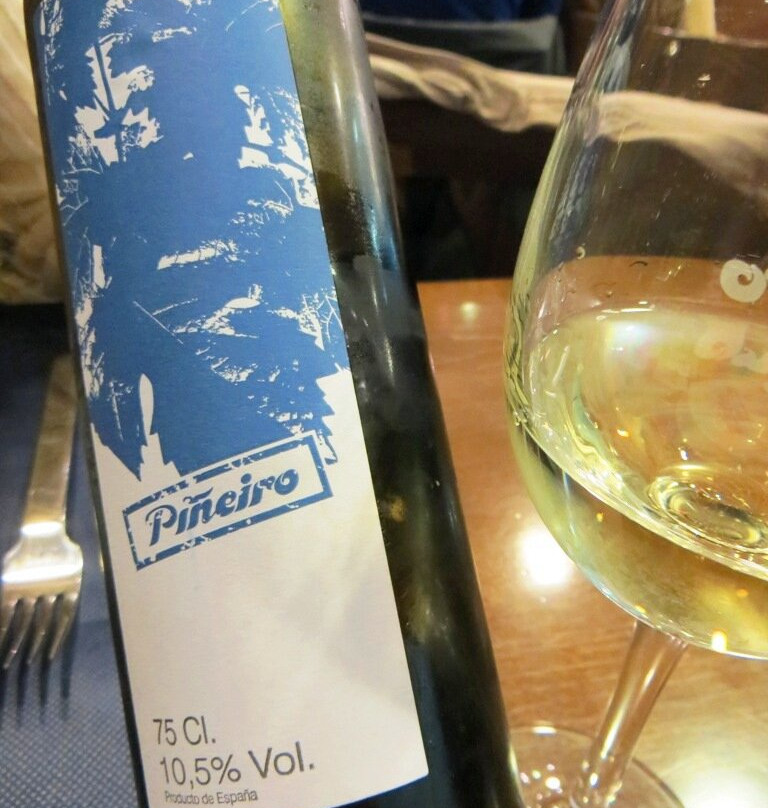 Piñeiro
75 Cl.
10,5% Vol.
Producto de España